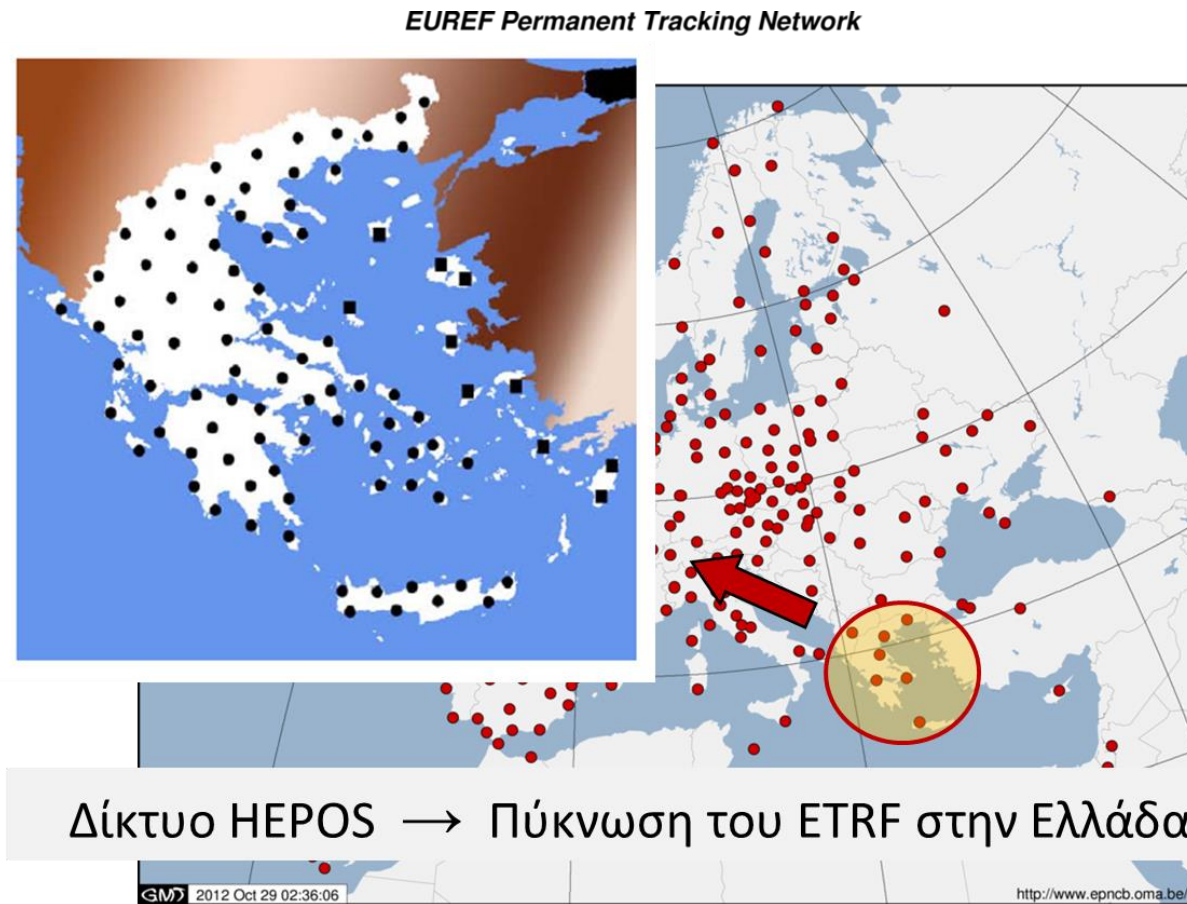 EUREF Permanent Tracking Network
Δίκτυο HEPOS → Πύκνωση του ETRF στην Ελλάδα
GMT 2012 Oct 29 02:36:06
http://www.epncb.oma.be/